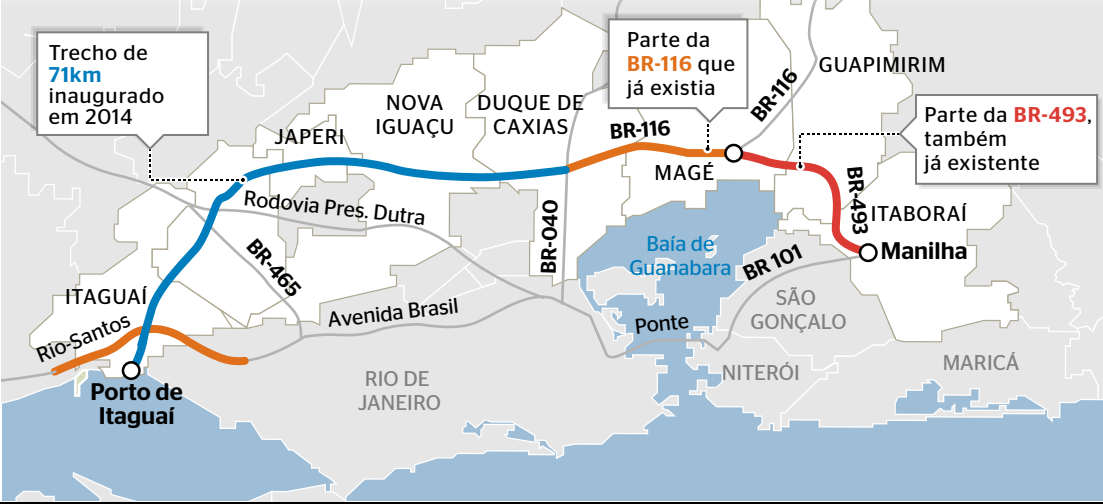 Trecho de
71km
inaugurado
em 2014
Parte da
BR-116 que
já existia
BR-116
GUAPIMIRIM
Parte da BR-493,
também
já existente
NOVA
IGUAÇU
DUQUE DE
CAXIAS
JAPERI
BR-116
MAGÉ
BR-493
ITABORAÍ
Manilha
Rodovia Pres. Dutra
BR-040
Baía de
Guanabara
BR 101
BR-465
ITAGUAÍ
Rio-Santos
Avenida Brasil
Ponte
SÃO
GONÇALO
MARICÁ
NITERÓI
RIO DE
JANEIRO
Porto de
Itaguaí